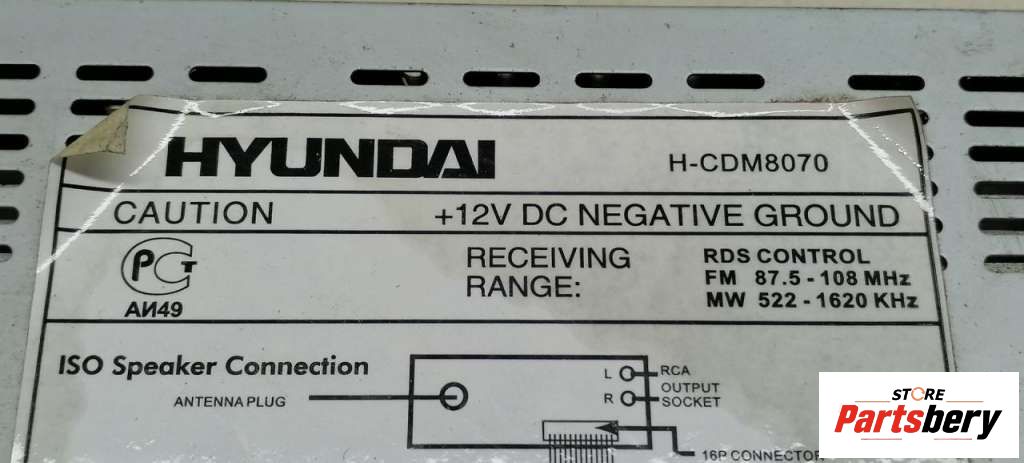 HYUNDAI H-CDM8070
CAUTION +12V DC NEGATIVE GROUND
РСТ
АИ49
RECEIVING
RANGE:
RDS CONTROL
FM 87.5 - 108 MHz
MW 522 - 1620 KHz
ISO Speaker Connection
ANTENNA PLUG
L
R
RCA
OUTPUT
SOCKET
16P CONNECTOR
STORE
Partsbery